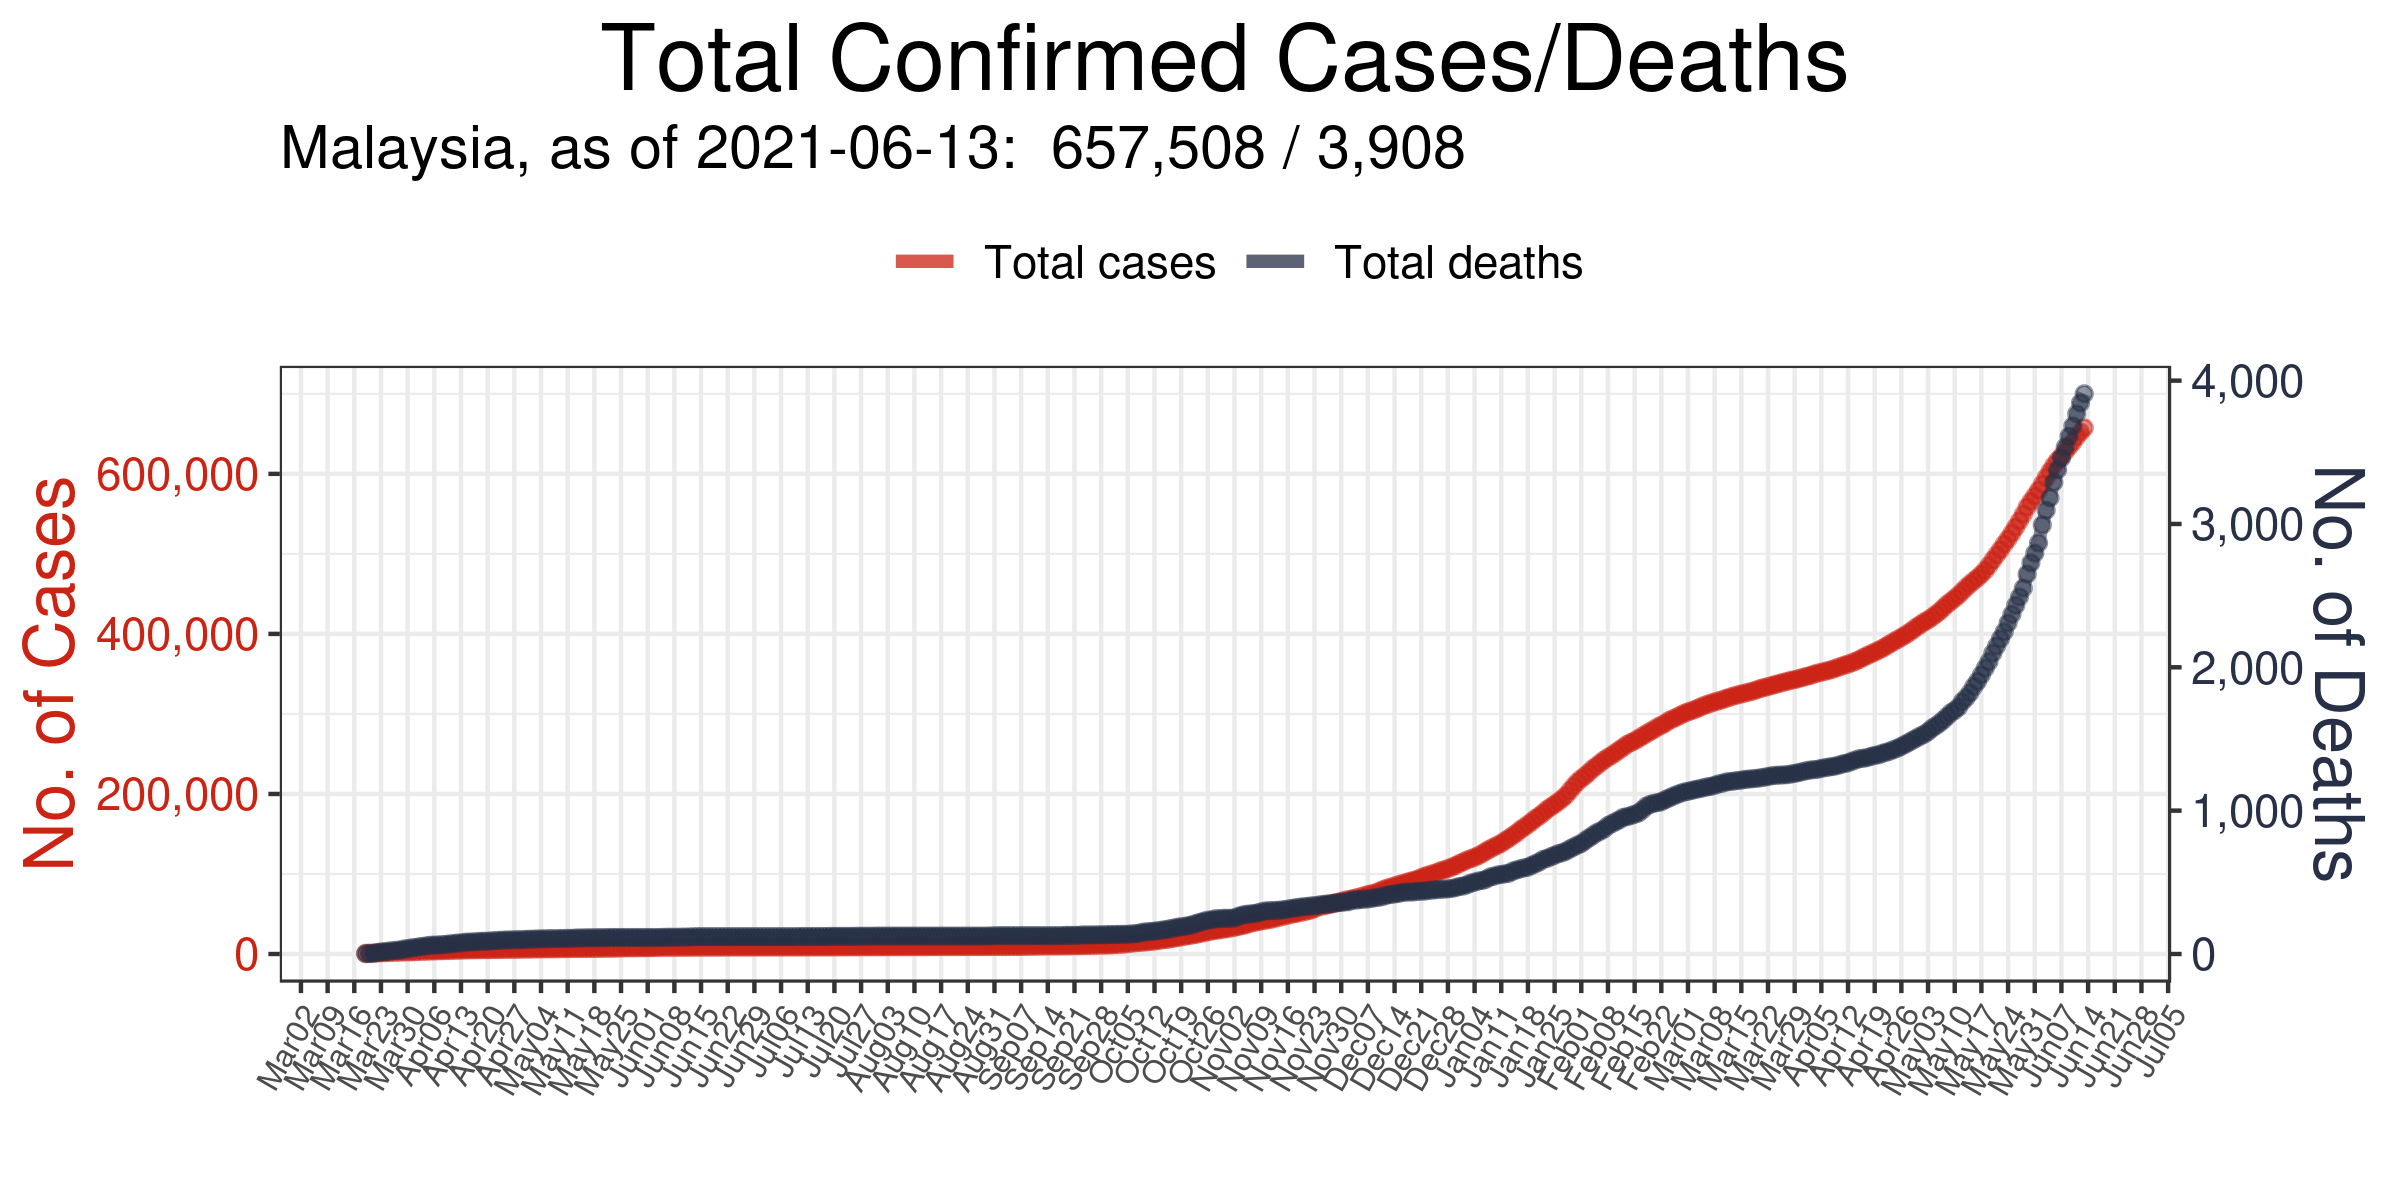 Total Confirmed Cases/Deaths
Malaysia, as of 2021-06-13:  657,508 / 3,908
Total cases
Total deaths
No. of Cases
600,000
400,000
200,000
0
4,000
3,000
2,000
1,000
0
No. of Deaths
Mar02
Mar09
Mar16
Mar23
Mar30
Apr06
Apr13
Apr20
Apr27
May04
May11
May18
May25
Jun01
Jun08
Jun15
Jun22
Jun29
Jul06
Jul13
Jul20
Jul27
Aug03
Aug10
Aug17
Aug24
Aug31
Sep07
Sep14
Sep21
Sep28
Oct05
Oct12
Oct19
Oct26
Nov02
Nov09
Nov16
Nov23
Nov30
Dec07
Dec14
Dec21
Dec28
Jan04
Jan11
Jan18
Jan25
Feb01
Feb08
Feb15
Feb22
Mar01
Mar08
Mar15
Mar22
Mar29
Apr05
Apr12
Apr19
Apr26
May03
May10
May17
May24
May31
Jun07
Jun14
Jun21
Jun28
Jul05